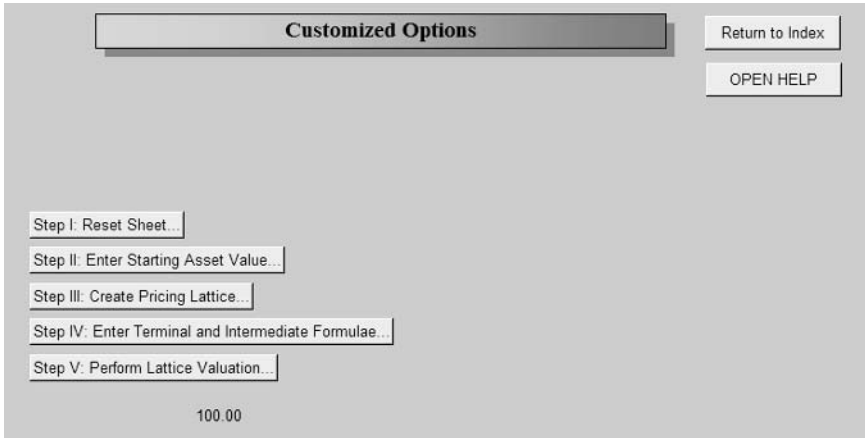 Customized Options
Return to Index
OPEN HELP
Step I: Reset Sheet...
Step II: Enter Starting Asset Value...
Step III: Create Pricing Lattice...
Step IV: Enter Terminal and Intermediate Formulae...
Step V: Perform Lattice Valuation...
100.00